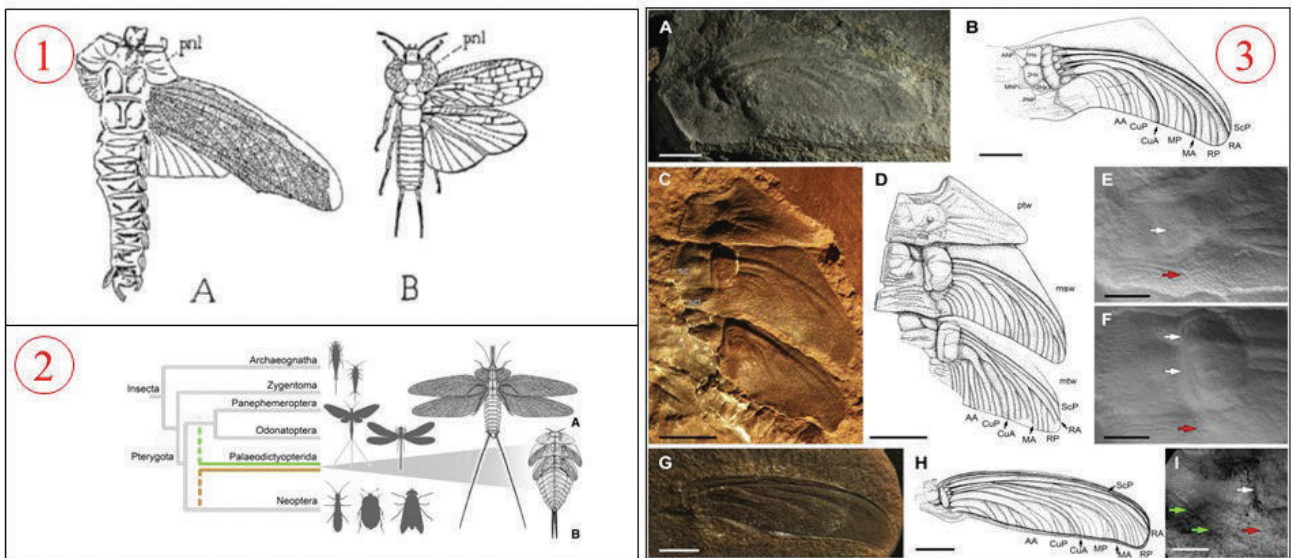 1
pnl
pnl
A
B
2
Archaeognatha
Insecta
Zygentoma
Panephemeroptera
Odonatoptera
Pterygota
Palaeodictyopterida
Neoptera
A
B
3
A
B
AA
CuP
CuA
MP
MA
RP
RA
ScP
C
D
ptw
msw
mtw
ScP
RA
RP
MA
CuA
CuP
AA
E
F
G
H
ScP
RA
AA
CuP
CuA
MP
MA
RP
I